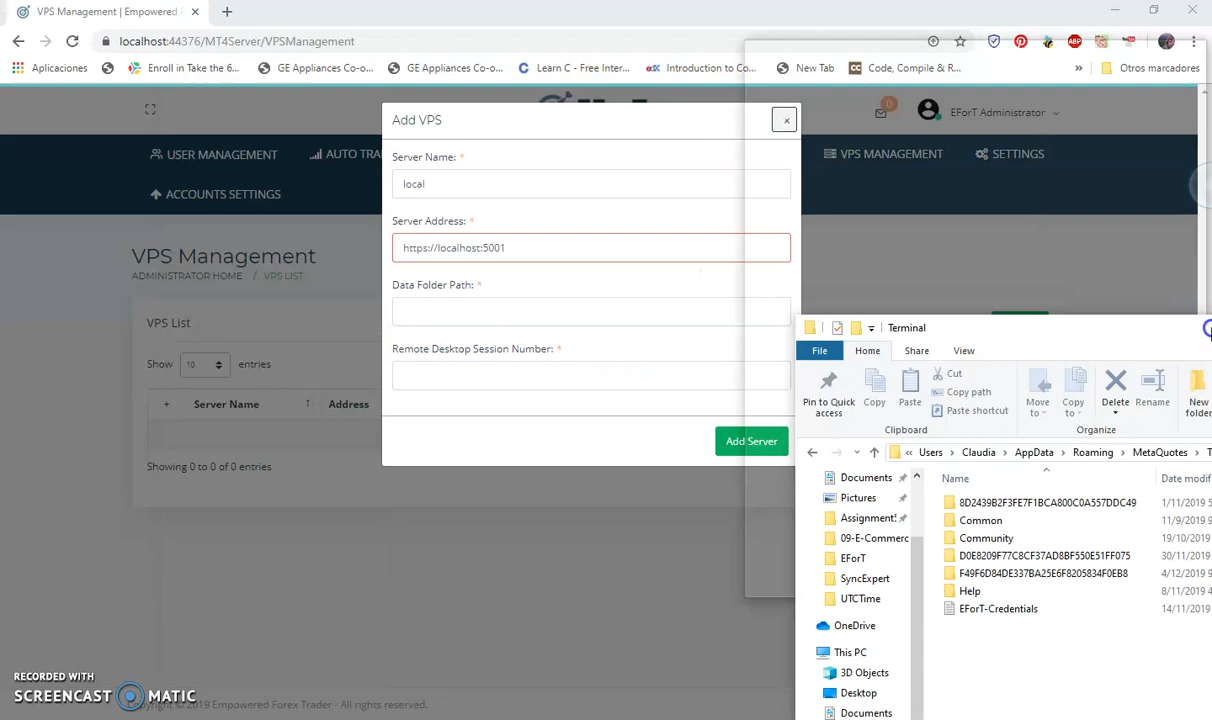 VPS Management | Empowered F
localhost:44376/MT4Server/VPSManagement
Aplicaciones
Enroll in Take the 6...
GE Appliances Co-o...
GE Appliances Co-o...
Learn C - Free Inter...
Introduction to Co...
New Tab
Code, Compile & R...
»
Otros marcadores
ABP
0
EForT Administrator
USER MANAGEMENT
AUTO TRA
VPS MANAGEMENT
SETTINGS
ACCOUNTS SETTINGS
VPS Management
ADMINISTRATOR HOME / VPS LIST
VPS List
Show 10 entries
+ Server Name Address
Showing 0 to 0 of 0 entries
Add VPS ×
Server Name: *
local
Server Address: *
https://localhost:5001
Data Folder Path: *
Remote Desktop Session Number: *
Add Server
Terminal
File Home Share View
Pin to Quick access
Copy
Paste
Cut
Copy path
Paste shortcut
Clipboard
Move to
Copy to
Delete
Rename
New folder
Organize
« Users > Claudia > AppData > Roaming > MetaQuotes > T
Name Date modif
Documents
Pictures
Assignment
09-E-Commerc
EForT
SyncExpert
UTCTime
OneDrive
This PC
3D Objects
Desktop
Documents
8D2439B2F3FE7F1BCA800C0A557DDC49 1/11/2019 5
Common 11/9/2019
Community 19/10/2019
D0E8209F77C8CF37AD8BF550E51FF075 30/11/2019
F49F6D84DE337BA25E6F8205834F0EB8 4/12/2019
Help 8/11/2019
EForT-Credentials 14/11/2019
RECORDED WITH
SCREENCAST MATIC
Copyright © 2019 Empowered Forex Trader - All rights reserved.